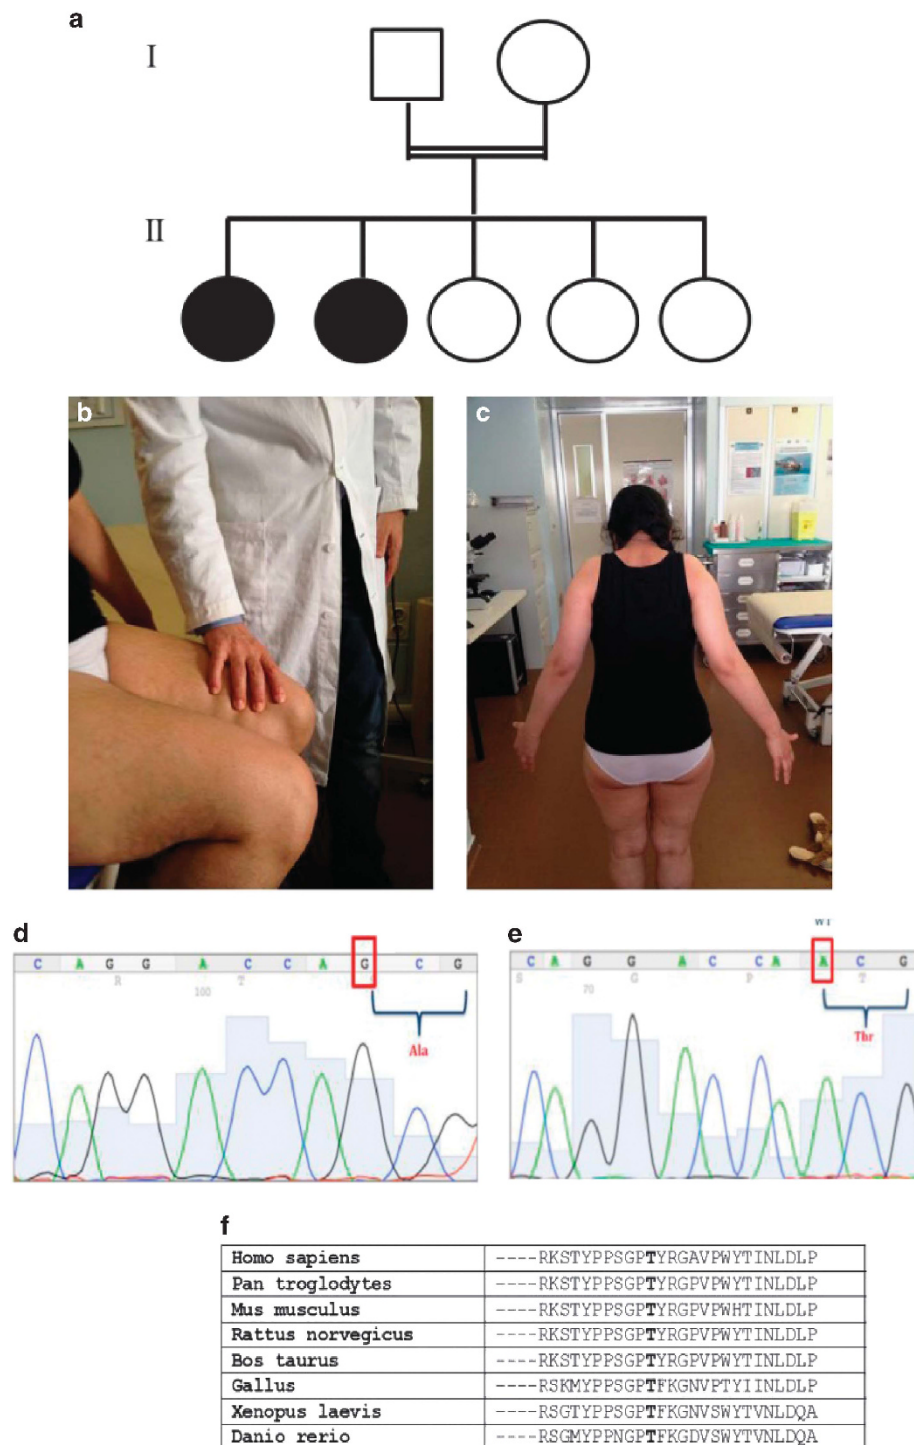 a
I
II
b
c
d
e
WT
C A G G A C C A G C G
R T
100
Ala
C A G G A C C A A C G
S G P T
70
Thr
f
Homo sapiens ----RKSTYPPSGPTYRGAVPWYTINLDLP
Pan troglodytes ----RKSTYPPSGPTYRGPVPWYTINLDLP
Mus musculus ----RKSTYPPSGPTYRGPVPWHTINLDLP
Rattus norvegicus ----RKSTYPPSGPTYRGPVPWYTINLDLP
Bos taurus ----RKSTYPPSGPTYRGPVPWYTINLDLP
Gallus ----RSKMYPPSGPTFKGNVPTYIINLDLP
Xenopus laevis ----RSGTYPPSGPTFKGNVSWYTVNLDQA
Danio rerio ----RSGMYPPNGPTFKGDVSWYTVNLDQA